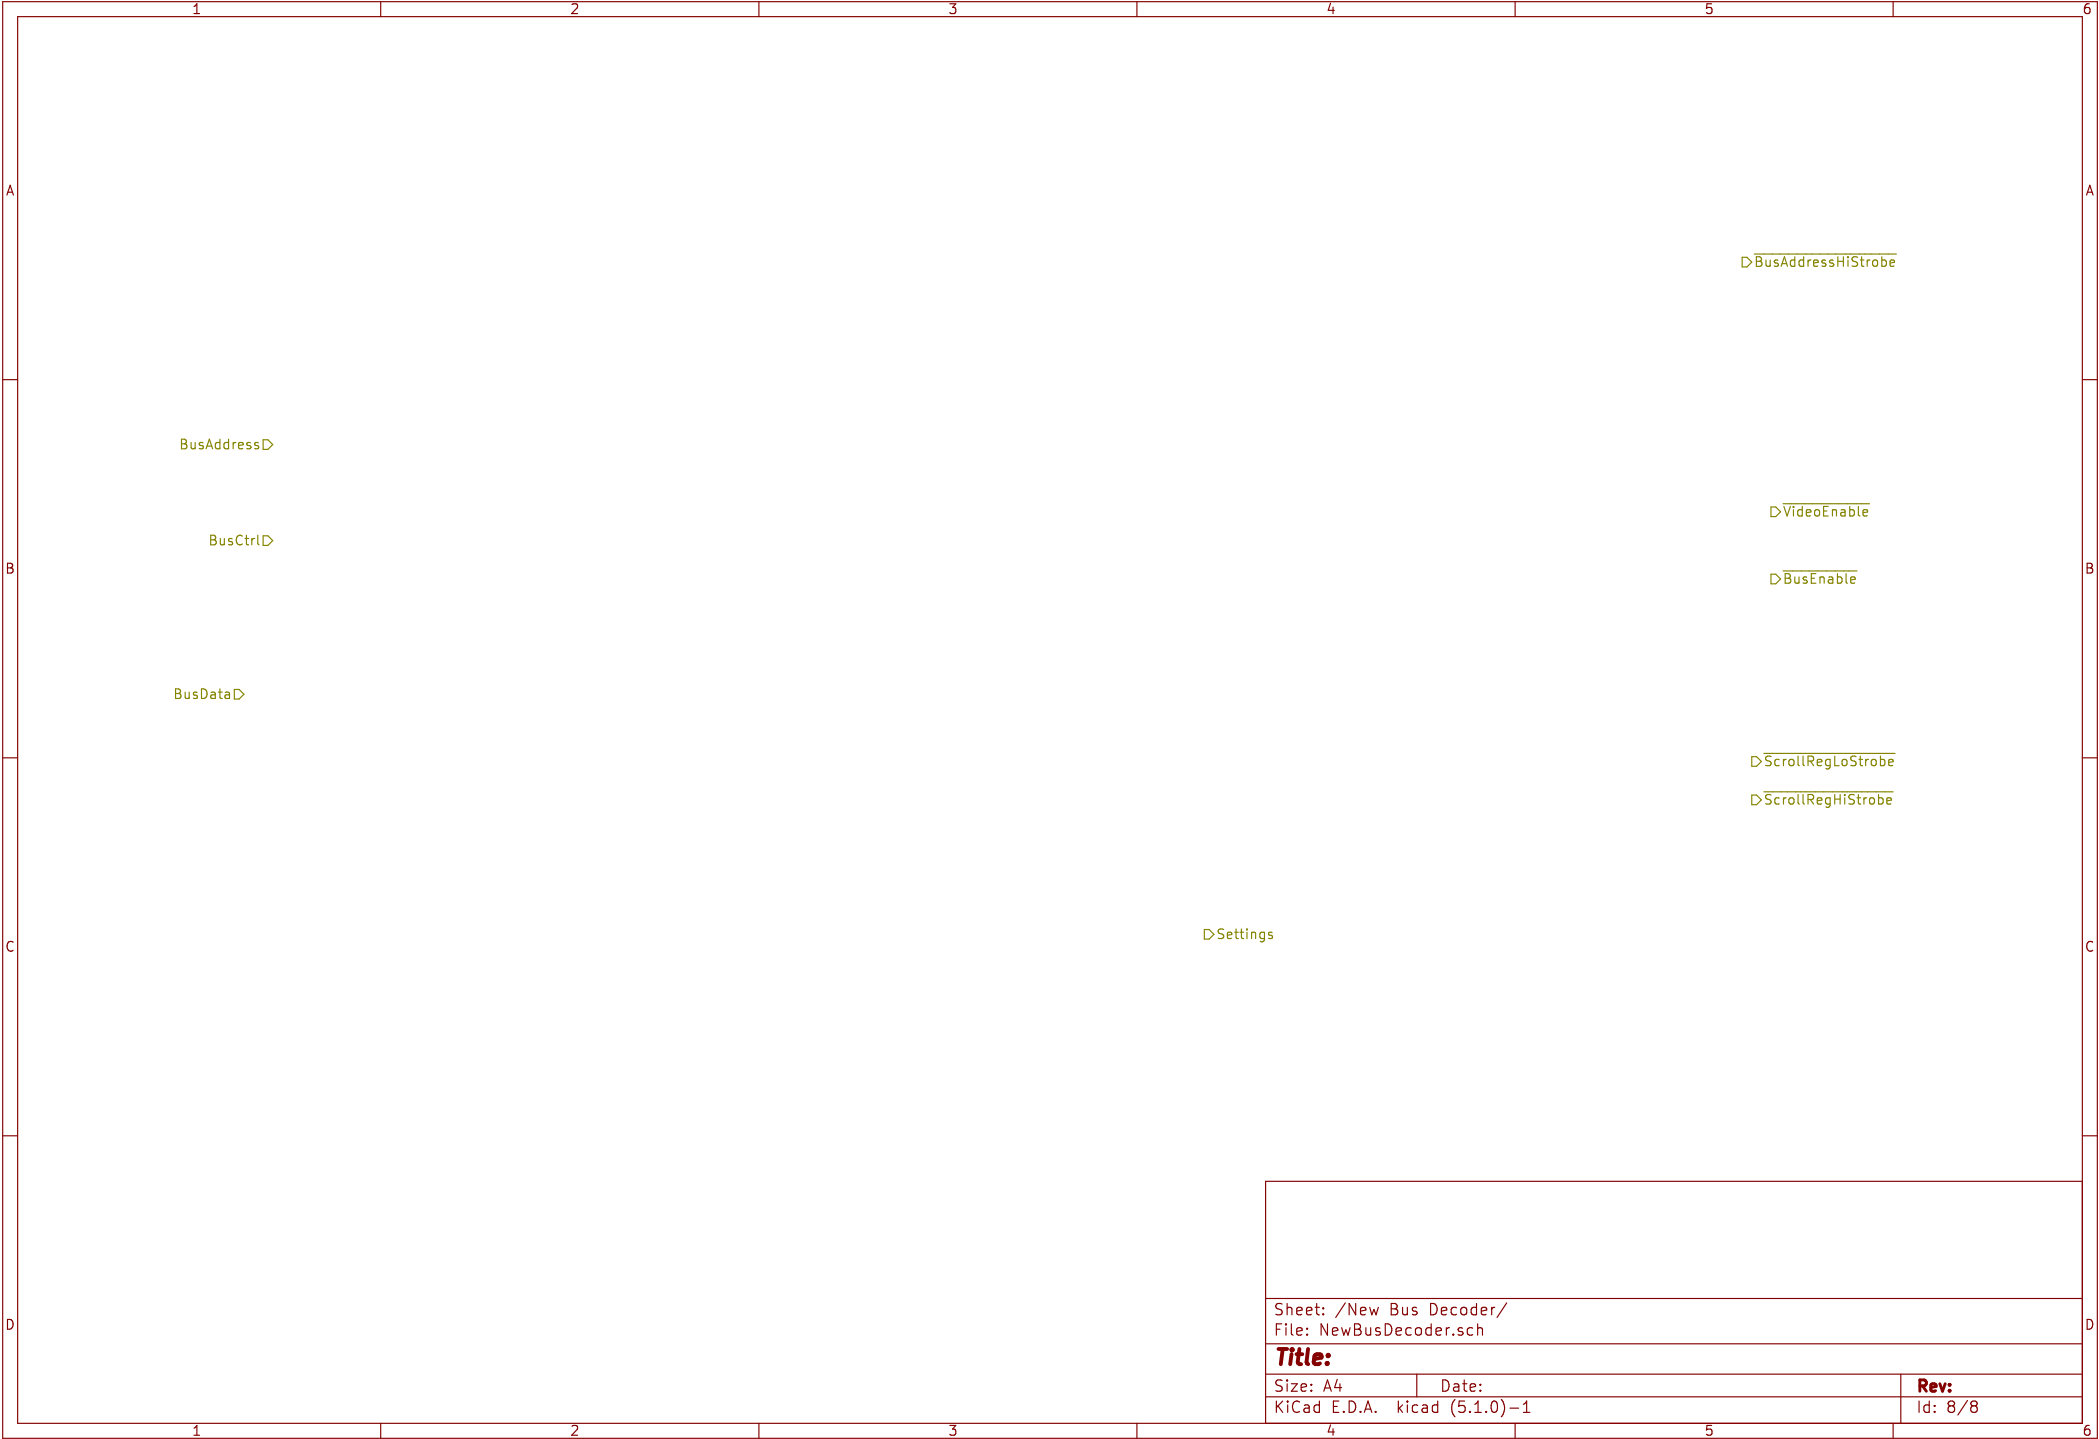 1 2 3 4 5 6
A A
BusAddressHiStrobe
BusAddress
VideoEnable
BusCtrl
B B
BusEnable
BusData
ScrollRegLoStrobe
ScrollRegHiStrobe
Settings
C C
Sheet: /New Bus Decoder/
D D
File: NewBusDecoder.sch
Title:
Size: A4 Date: Rev:
KiCad E.D.A. kicad (5.1.0)-1 Id: 8/8
1 2 3 4 5 6